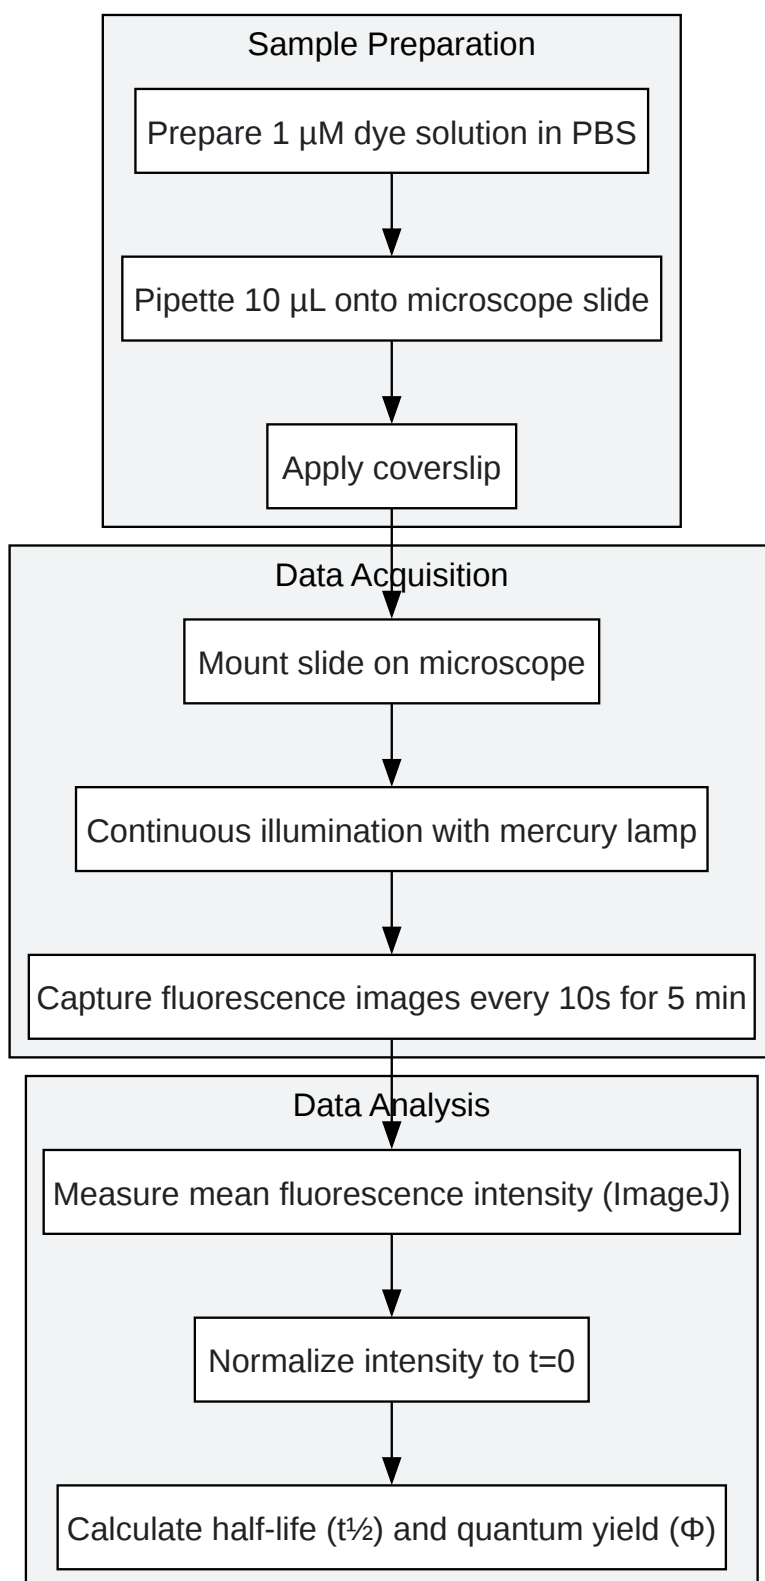 Sample Preparation
Prepare 1 µM dye solution in PBS
Pipette 10 µL onto microscope slide
Apply coverslip
Data Acquisition
Mount slide on microscope
Continuous illumination with mercury lamp
Capture fluorescence images every 10s for 5 min
Data Analysis
Measure mean fluorescence intensity (ImageJ)
Normalize intensity to t=0
Calculate half-life (t½) and quantum yield (Φ)